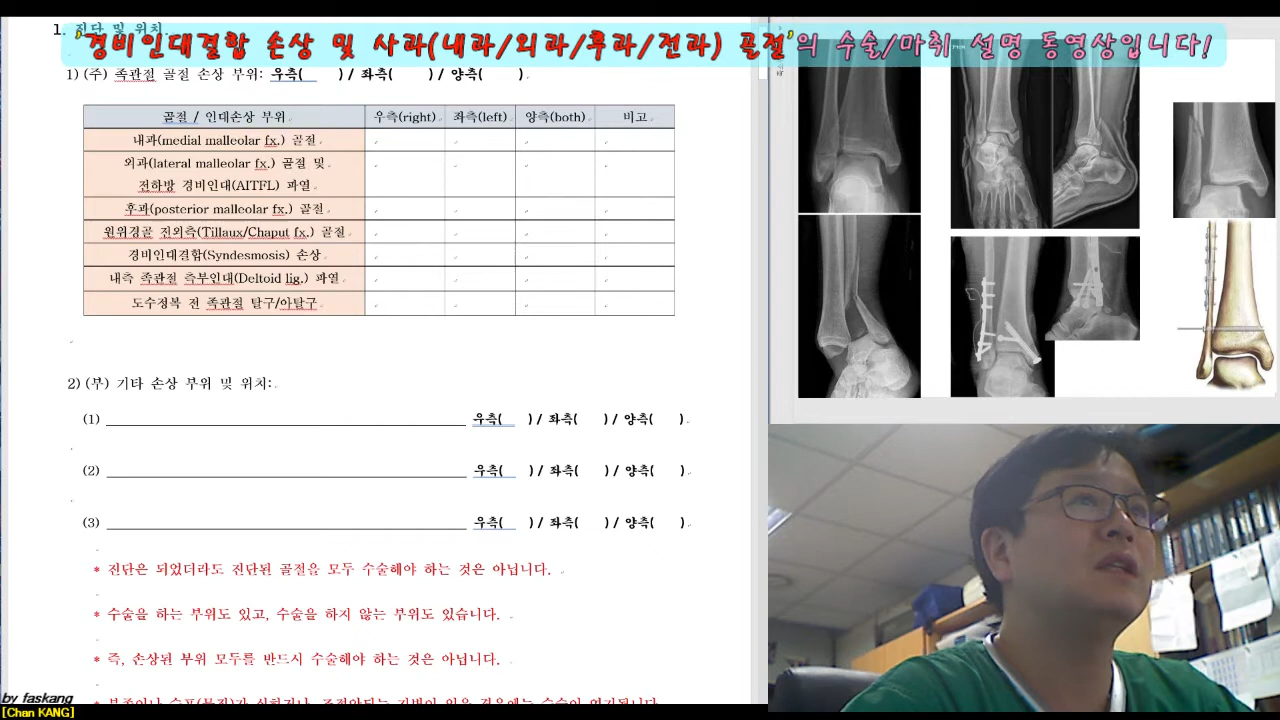 1. 진단 및 위치.
'경비인대결합 손상 및 사과(내과/외과/후과/전과) 골절'의 수술/마취 설명 동영상입니다!
1) (주) 족관절 골절 손상 부위: 우측( ) / 좌측( ) / 양측( )
골절 / 인대손상 부위 우측(right) 좌측(left) 양측(both) 비고
내과(medial malleolar fx.) 골절
외과(lateral malleolar fx.) 골절 및
전하방 경비인대(AITFL) 파열
후과(posterior malleolar fx.) 골절
원위경골 전외측(Tillaux/Chaput fx.) 골절
경비인대결합(Syndesmosis) 손상
내측 족관절 측부인대(Deltoid lig.) 파열
도수정복 전 족관절 탈구/아탈구
2) (부) 기타 손상 부위 및 위치:
(1) 우측( ) / 좌측( ) / 양측( )
(2) 우측( ) / 좌측( ) / 양측( )
(3) 우측( ) / 좌측( ) / 양측( )
* 진단은 되었더라도 진단된 골절을 모두 수술해야 하는 것은 아닙니다.
* 수술을 하는 부위도 있고, 수술을 하지 않는 부위도 있습니다.
* 즉, 손상된 부위 모두를 반드시 수술해야 하는 것은 아닙니다.
by faskang
[Chan KANG]